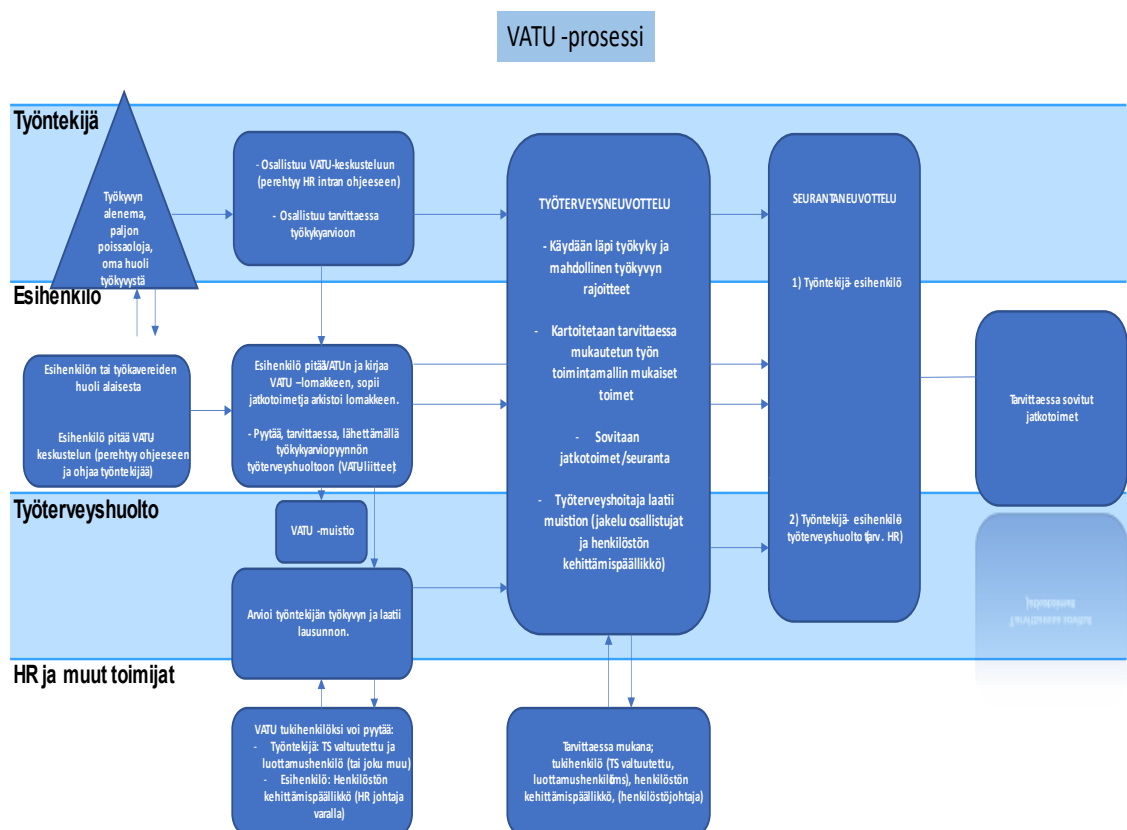 VATU -prosessi
Työntekijä
Työkyvyn
alenema,
paljon
poissaoloja,
oma huoli
työkyvystä
- Osallistuu VATU-keskusteluun
(perehtyy HR intran ohjeeseen)
- Osallistuu tarvittaessa
työkykyarvioon
TYÖTERVEYSNEUVOTTELU
- Käydään läpi työkyky ja
mahdollinen työkyvyn
rajoitteet
- Kartoitetaan tarvittaessa
mukautetun työn
toimintamallin mukaiset
toimet
- Sovitaan
jatkotoimet/seuranta
- Työterveyshoitaja laatii
muistion (jakelu osallistujat
ja henkilöstön
kehittämispäällikkö)
SEURANTANEUVOTTELU
1) Työntekijä- esihenkilö
2) Työntekijä- esihenkilö
työterveyshuolto (tarv. HR)
Esihenkilö
Esihenkilön tai työkavereiden
huoli alaisesta
Esihenkilö pitää VATU
keskustelun (perehtyy ohjeeseen
ja ohjaa työntekijää)
Esihenkilö pitää VATUn ja kirjaa
VATU –lomakkeen, sopii
jatkotoimet ja arkistoi lomakkeen.
- Pyytää, tarvittaessa, lähettämällä
työkykyarviopyynnön
työterveyshuoltoon (VATU liitteet).
Tarvittaessa sovitut
jatkotoimet
Työterveyshuolto
VATU -muistio
Arvioi työntekijän työkyvyn ja laatii
lausunnon.
HR ja muut toimijat
VATU tukihenkilöksi voi pyytää:
- Työntekijä: TS valtuutettu ja
luottamushenkilö (tai joku muu)
- Esihenkilö: Henkilöstön
kehittämispäällikkö (HR johtaja
varalla)
Tarvittaessa mukana;
tukihenkilö (TS valtuutettu,
luottamushenkilö tms), henkilöstön
kehittämispäällikkö, (henkilöstöjohtaja)